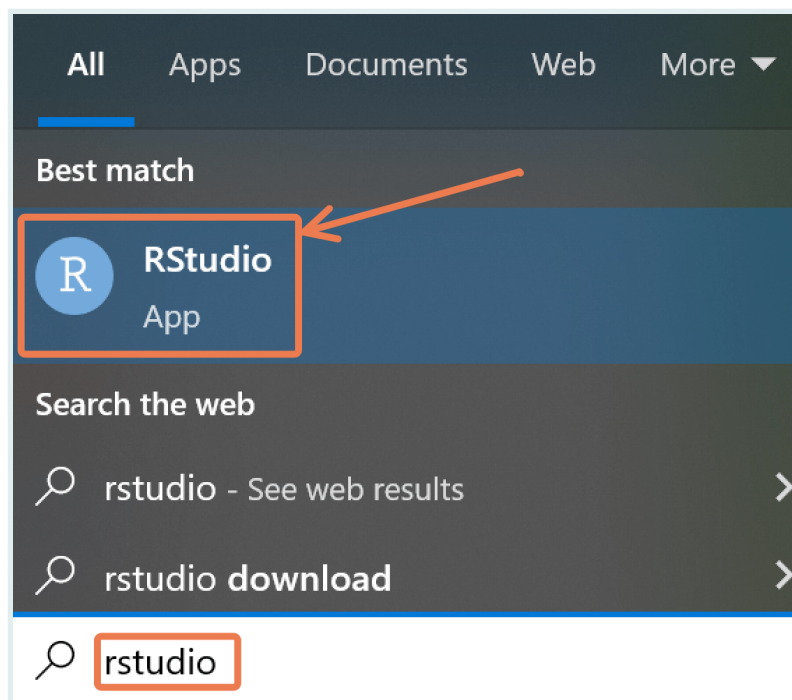 All Apps Documents Web More
Best match
R
RStudio
App
Search the web
rstudio - See web results
rstudio download
rstudio